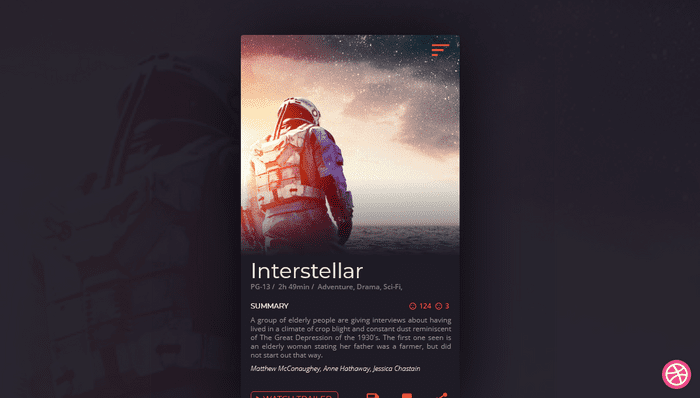 Interstellar
PG-13 / 2h 49min / Adventure, Drama, Sci-Fi,
SUMMARY 124 3
A group of elderly people are giving interviews about having
lived in a climate of crop blight and constant dust reminiscent
of The Great Depression of the 1930's. The first one seen is
an elderly woman stating her father was a farmer, but did
not start out that way.
Matthew McConaughey, Anne Hathaway, Jessica Chastain
WATCH TRAILER